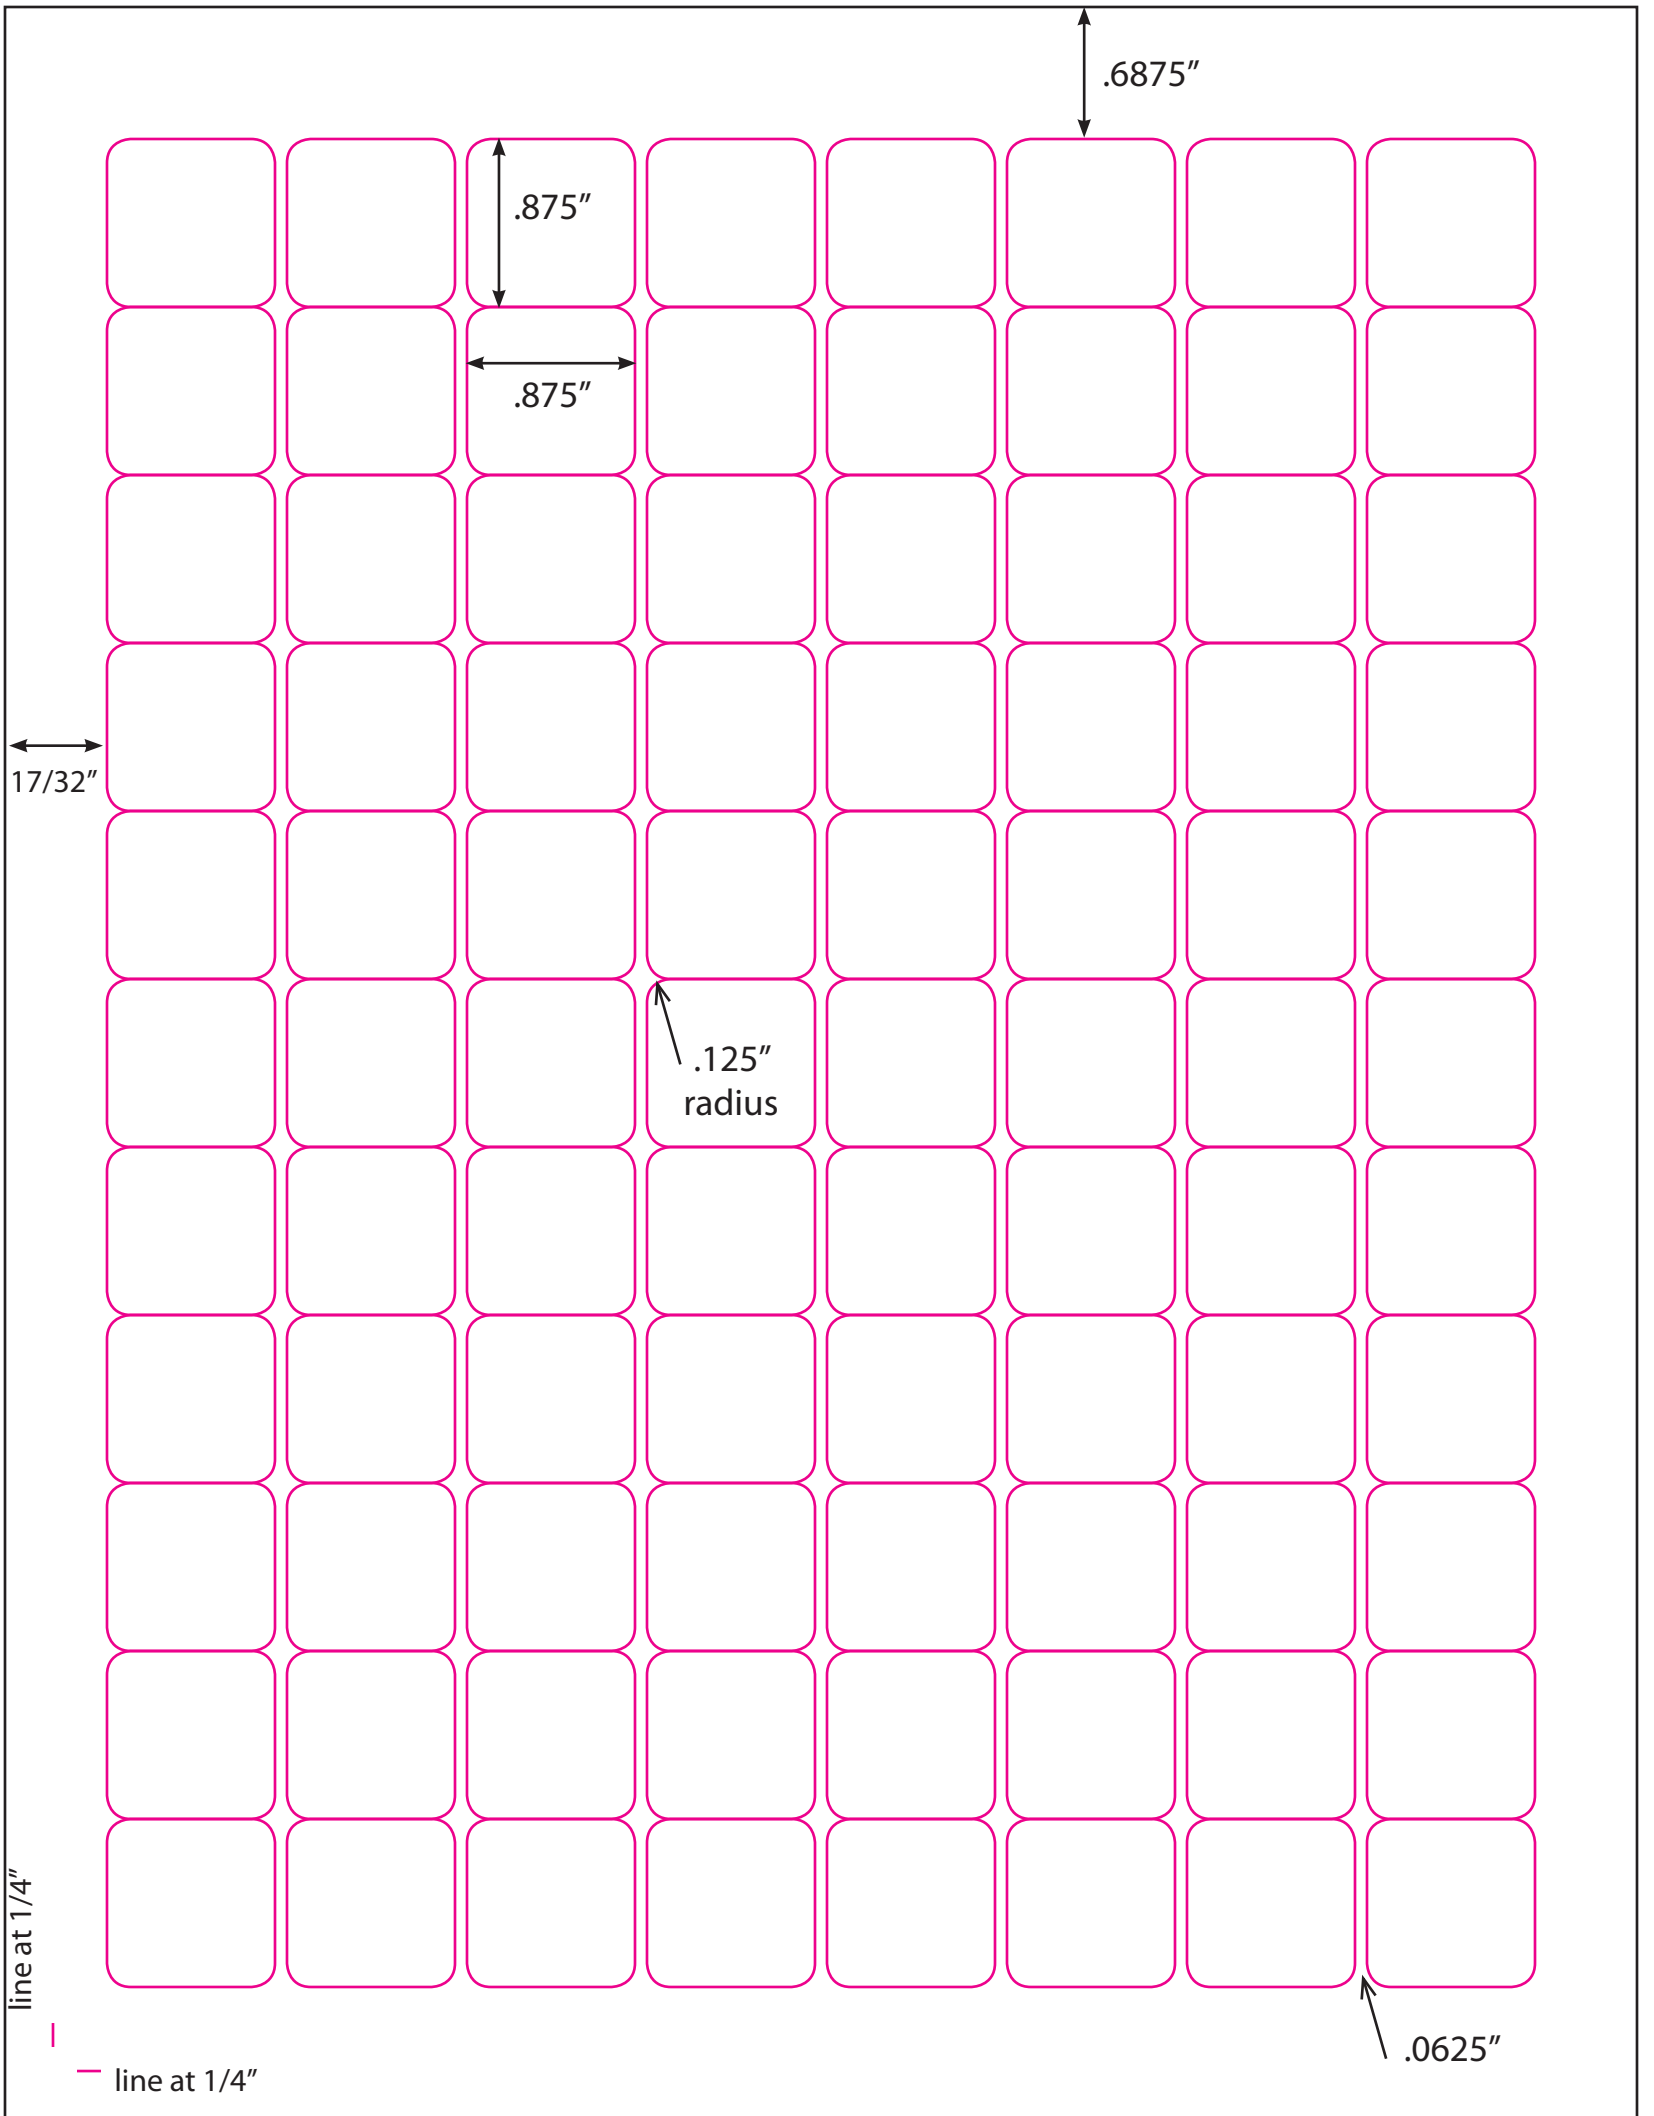 .6875"
.875"
.875"
17/32"
.125"
radius
line at 1/4"
.0625"
line at 1/4"